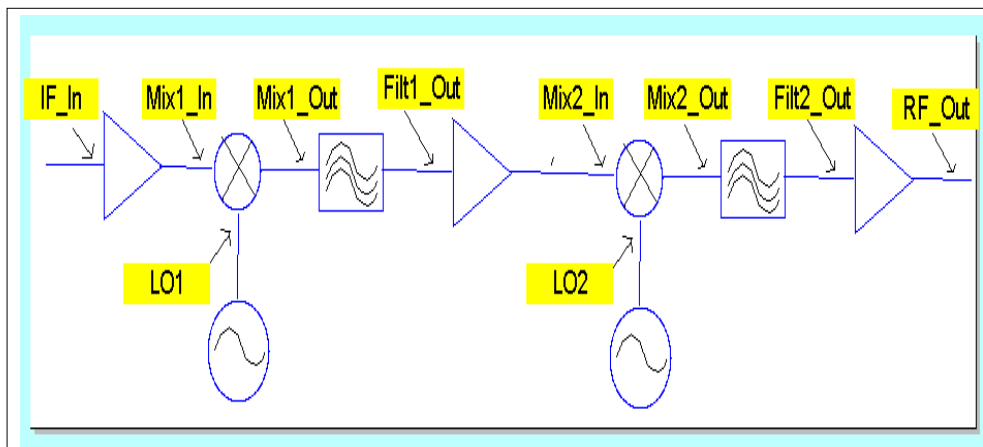 IF_In
Mix1_In
Mix1_Out
Filt1_Out
Mix2_In
Mix2_Out
Filt2_Out
RF_Out
LO1
LO2